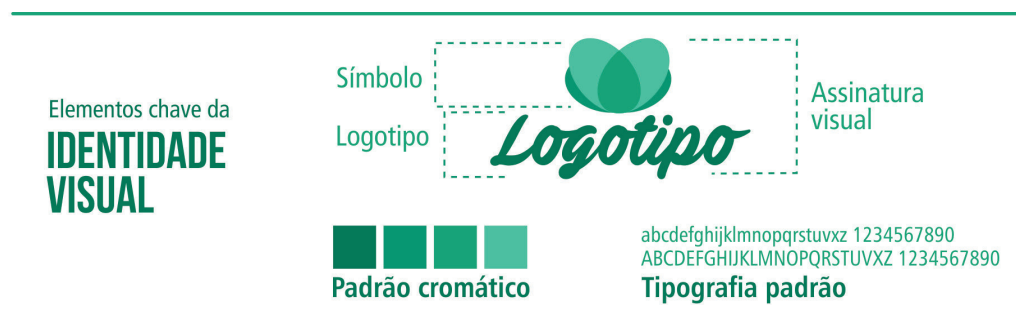 Elementos chave da
IDENTIDADE
VISUAL
Símbolo
Logotipo
Logotipo
Assinatura
visual
Padrão cromático
abcdefghijklmnopqrstuvxz 1234567890
ABCDEFGHIJKLMNOPQRSTUVXZ 1234567890
Tipografia padrão